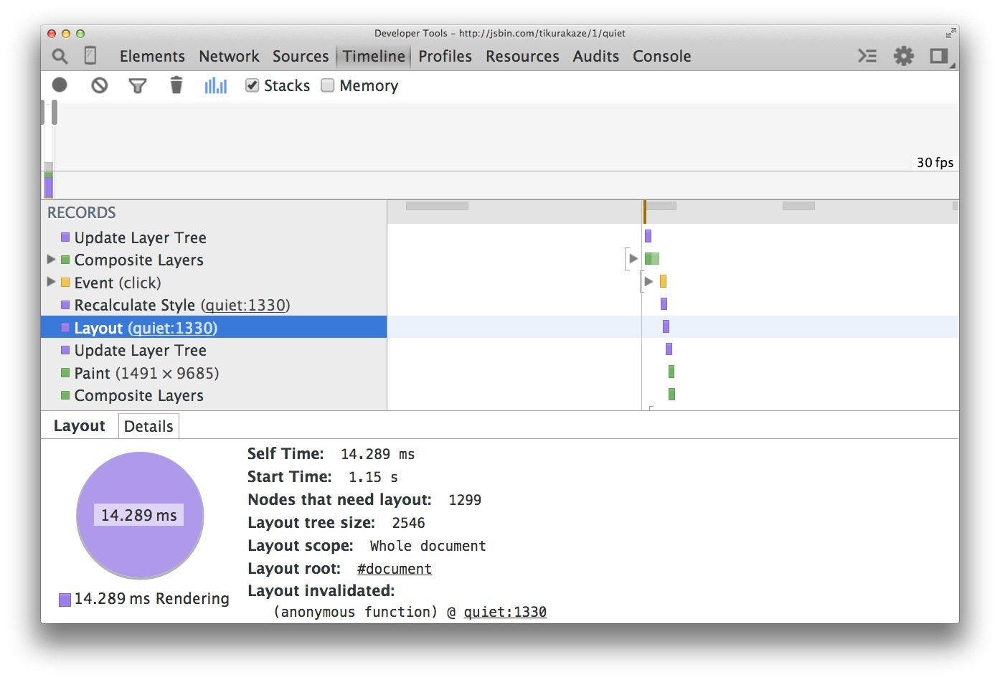 Developer Tools - http://jsbin.com/tikurakaze/1/quiet
Elements Network Sources Timeline Profiles Resources Audits Console
Stacks Memory
30 fps
RECORDS
Update Layer Tree
Composite Layers
Event (click)
Recalculate Style (quiet:1330)
Layout (quiet:1330)
Update Layer Tree
Paint (1491 × 9685)
Composite Layers
Layout Details
14.289 ms
14.289 ms Rendering
Self Time: 14.289 ms
Start Time: 1.15 s
Nodes that need layout: 1299
Layout tree size: 2546
Layout scope: Whole document
Layout root: #document
Layout invalidated:
(anonymous function) @ quiet:1330